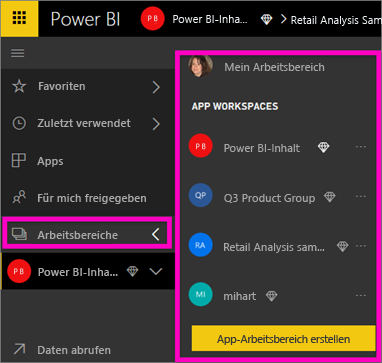 Power BI
PB Power BI-Inhalt > Retail Analysis Sam
Favoriten
Zuletzt verwendet
Apps
Für mich freigegeben
Arbeitsbereiche
PB Power BI-Inha...
Daten abrufen
Mein Arbeitsbereich
APP WORKSPACES
PB Power BI-Inhalt ...
QP Q3 Product Group ...
RA Retail Analysis sam... ...
MI mihart ...
App-Arbeitsbereich erstellen